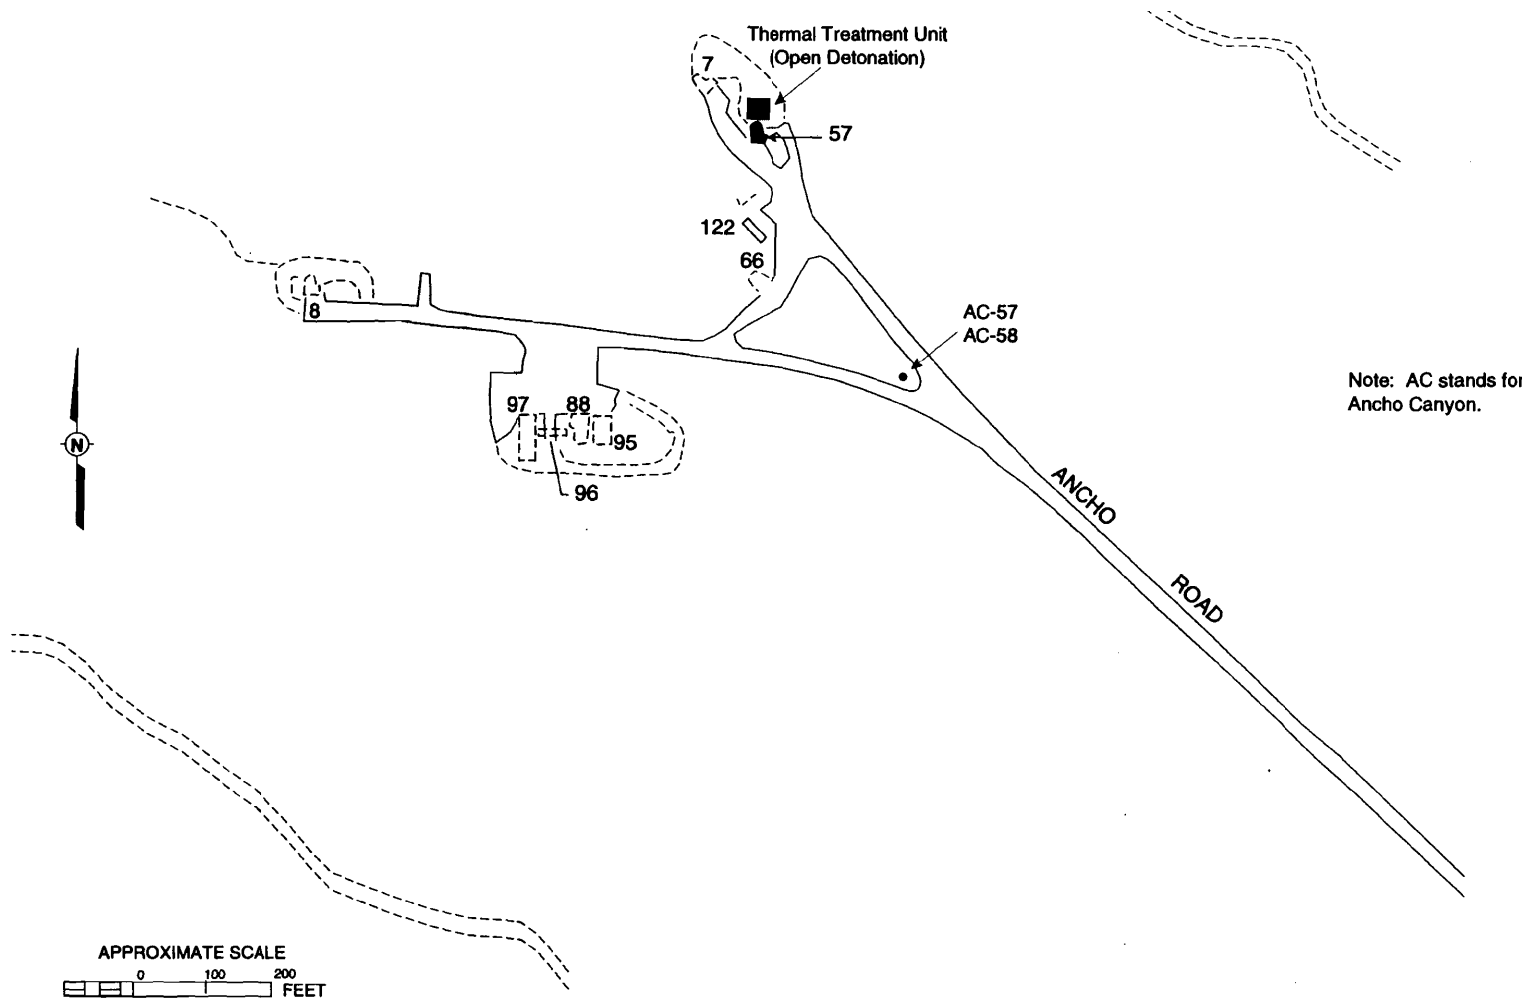 Thermal Treatment Unit
(Open Detonation)
7
57
122
66
8
AC-57
AC-58
Note: AC stands for
Ancho Canyon.
97
88
95
96
N
ANCHO
ROAD
APPROXIMATE SCALE
0 100 200
FEET